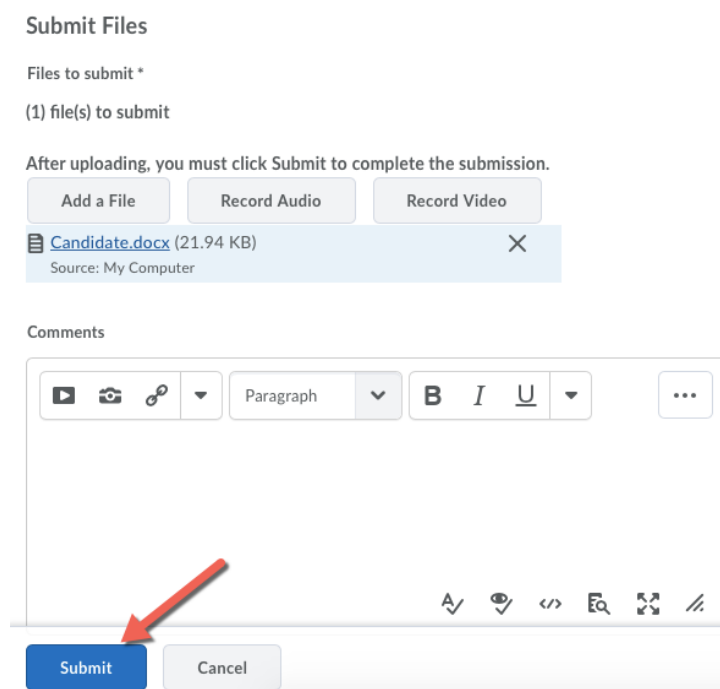 Submit Files
Files to submit *
(1) file(s) to submit
After uploading, you must click Submit to complete the submission.
Add a File Record Audio Record Video
Candidate.docx (21.94 KB)
Source: My Computer
Comments
Paragraph B I U
Submit Cancel